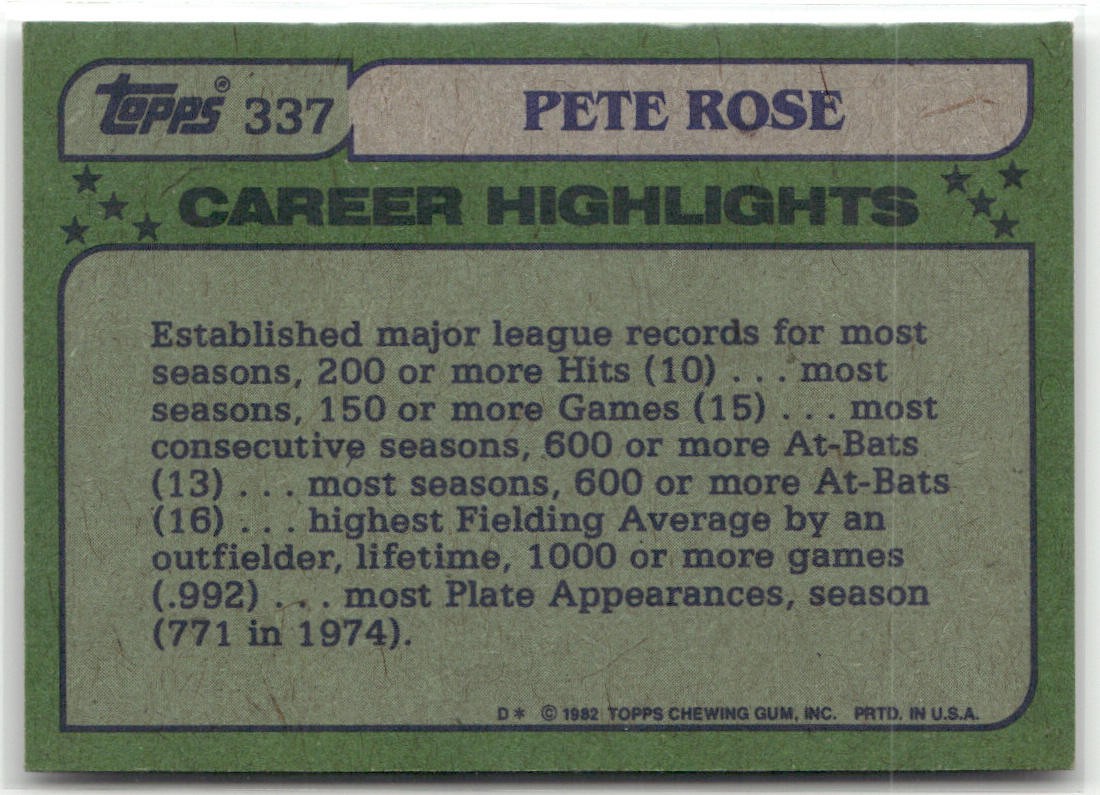 TOPPS® 337 PETE ROSE
CAREER HIGHLIGHTS
Established major league records for most
seasons, 200 or more Hits (10) . . . most
seasons, 150 or more Games (15) . . . most
consecutive seasons, 600 or more At-Bats
(13) . . . most seasons, 600 or more At-Bats
(16) . . . highest Fielding Average by an
outfielder, lifetime, 1000 or more games
(.992) . . . most Plate Appearances, season
(771 in 1974).
D* © 1982 TOPPS CHEWING GUM, INC. PRTD. IN U.S.A.